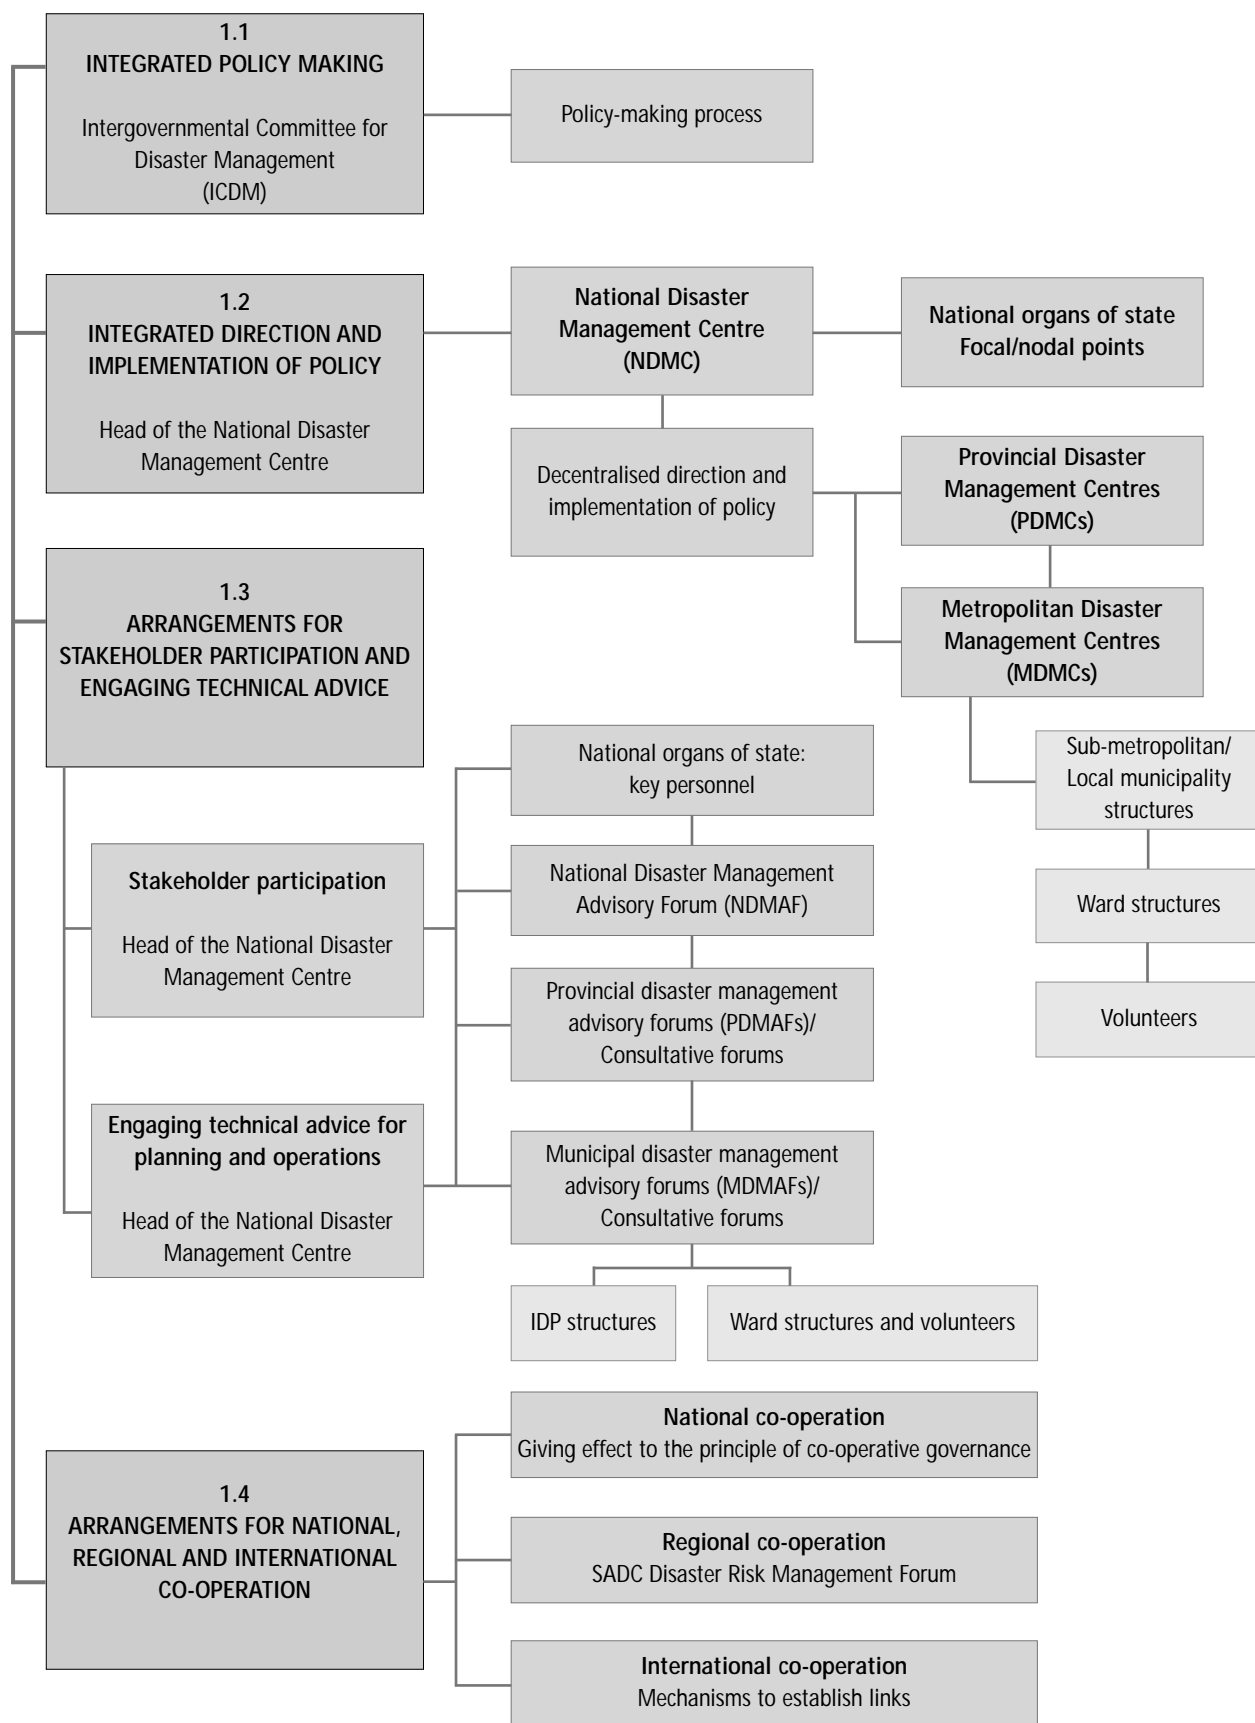 1.1
INTEGRATED POLICY MAKING
Intergovernmental Committee for
Disaster Management
(ICDM)
Policy-making process
1.2
INTEGRATED DIRECTION AND
IMPLEMENTATION OF POLICY
Head of the National Disaster
Management Centre
National Disaster
Management Centre
(NDMC)
National organs of state
Focal/nodal points
Decentralised direction and
implementation of policy
Provincial Disaster
Management Centres
(PDMCs)
Metropolitan Disaster
Management Centres
(MDMCs)
Sub-metropolitan/
Local municipality
structures
Ward structures
Volunteers
1.3
ARRANGEMENTS FOR
STAKEHOLDER PARTICIPATION AND
ENGAGING TECHNICAL ADVICE
Stakeholder participation
Head of the National Disaster
Management Centre
Engaging technical advice for
planning and operations
Head of the National Disaster
Management Centre
National organs of state:
key personnel
National Disaster Management
Advisory Forum (NDMAF)
Provincial disaster management
advisory forums (PDMAFs)/
Consultative forums
Municipal disaster management
advisory forums (MDMAFs)/
Consultative forums
IDP structures
Ward structures and volunteers
1.4
ARRANGEMENTS FOR NATIONAL,
REGIONAL AND INTERNATIONAL
CO-OPERATION
National co-operation
Giving effect to the principle of co-operative governance
Regional co-operation
SADC Disaster Risk Management Forum
International co-operation
Mechanisms to establish links